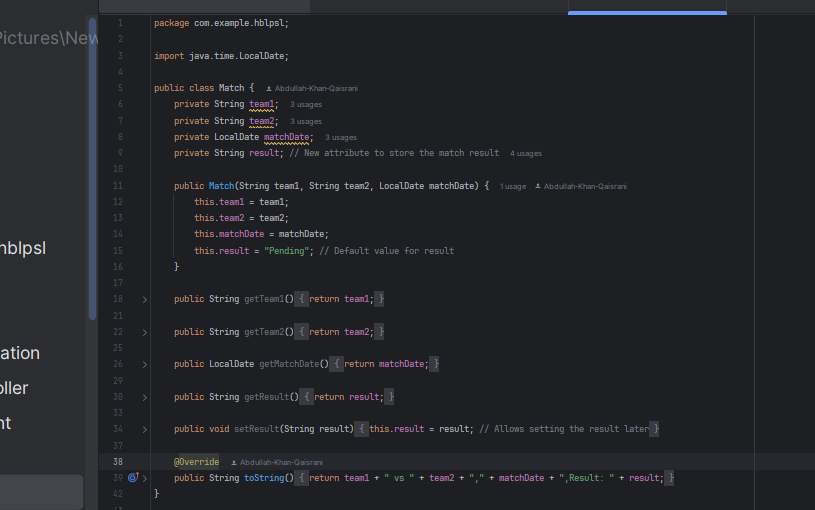 Pictures\New
hblpsl
ation
oller
nt
1 package com.example.hblpsl;
2
3 import java.time.LocalDate;
4
5 public class Match { Abdullah-Khan-Qaisrani
6 private String team1; 3 usages
7 private String team2; 3 usages
8 private LocalDate matchDate; 3 usages
9 private String result; // New attribute to store the match result 4 usages
10
11 public Match(String team1, String team2, LocalDate matchDate) { 1 usage Abdullah-Khan-Qaisrani
12 this.team1 = team1;
13 this.team2 = team2;
14 this.matchDate = matchDate;
15 this.result = "Pending"; // Default value for result
16 }
17
18 public String getTeam1() { return team1; }
21
22 public String getTeam2() { return team2; }
25
26 public LocalDate getMatchDate() { return matchDate; }
29
30 public String getResult() { return result; }
33
34 public void setResult(String result) { this.result = result; // Allows setting the result later }
37
38 @Override Abdullah-Khan-Qaisrani
39 public String toString() { return team1 + " vs " + team2 + "," + matchDate + ",Result: " + result; }
42 }